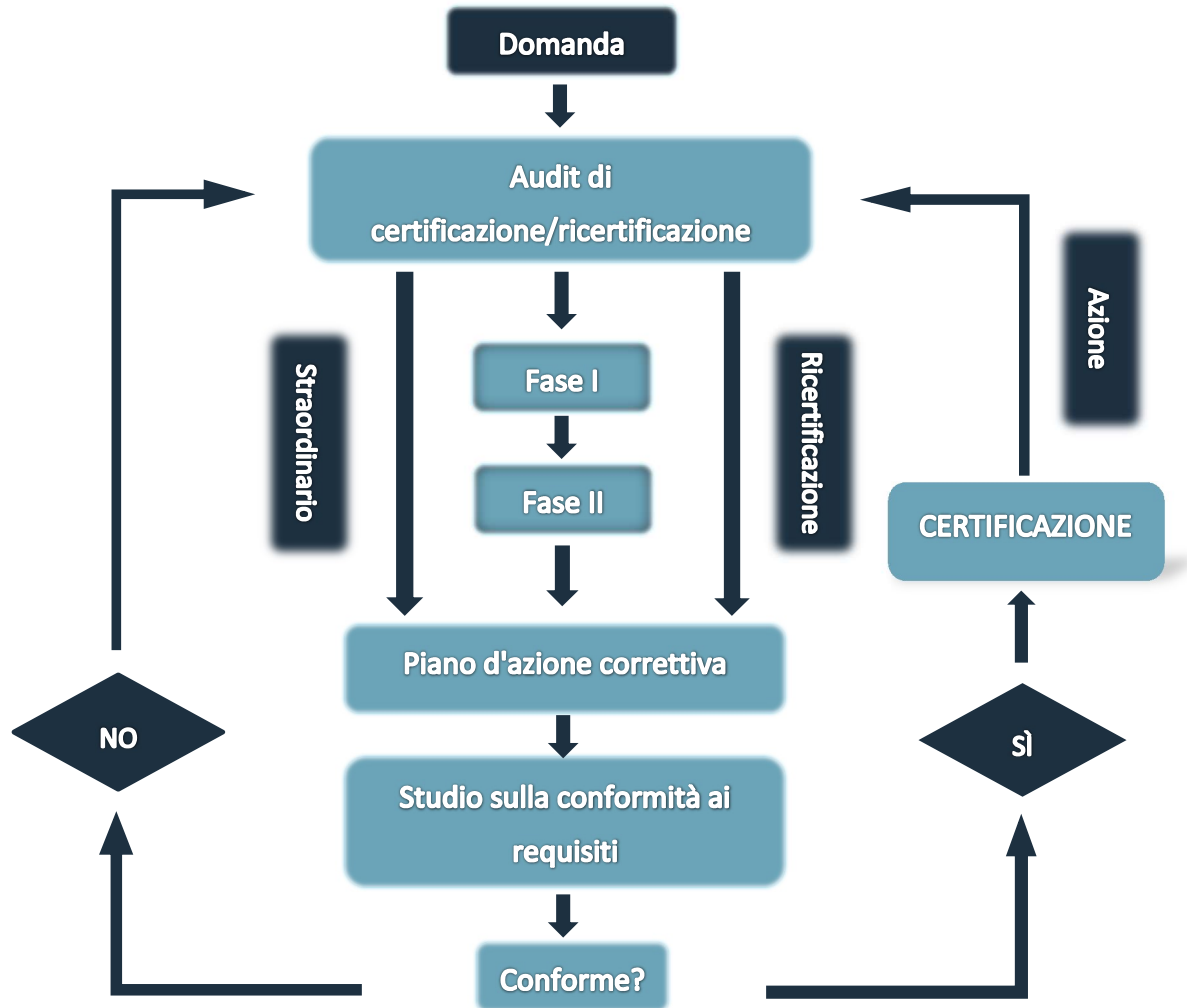 Domanda
Audit di
certificazione/ricertificazione
Azione
Straordinario
Fase I
Ricertificazione
Fase II
CERTIFICAZIONE
Piano d'azione correttiva
NO
SÌ
Studio sulla conformità ai
requisiti
Conforme?